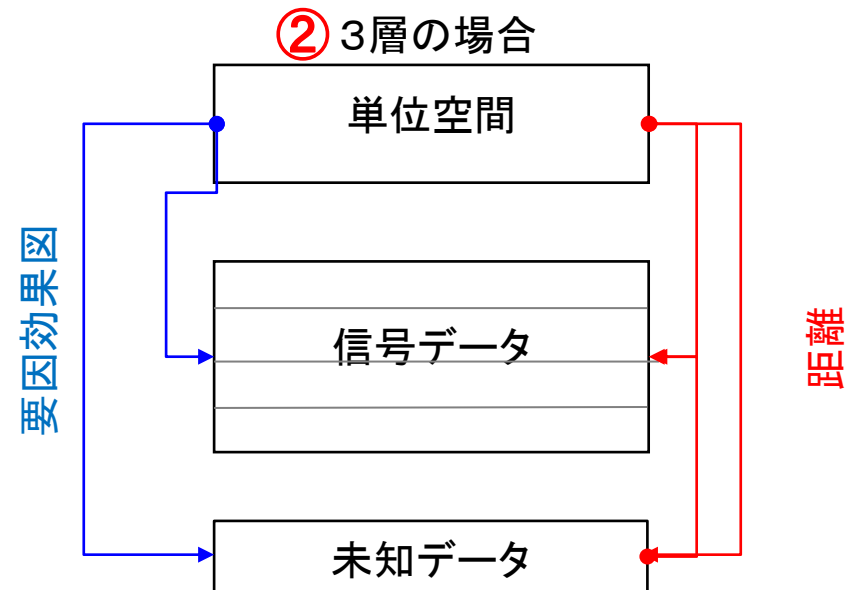 ② 3層の場合
単位空間
要因効果図
信号データ
距離
未知データ